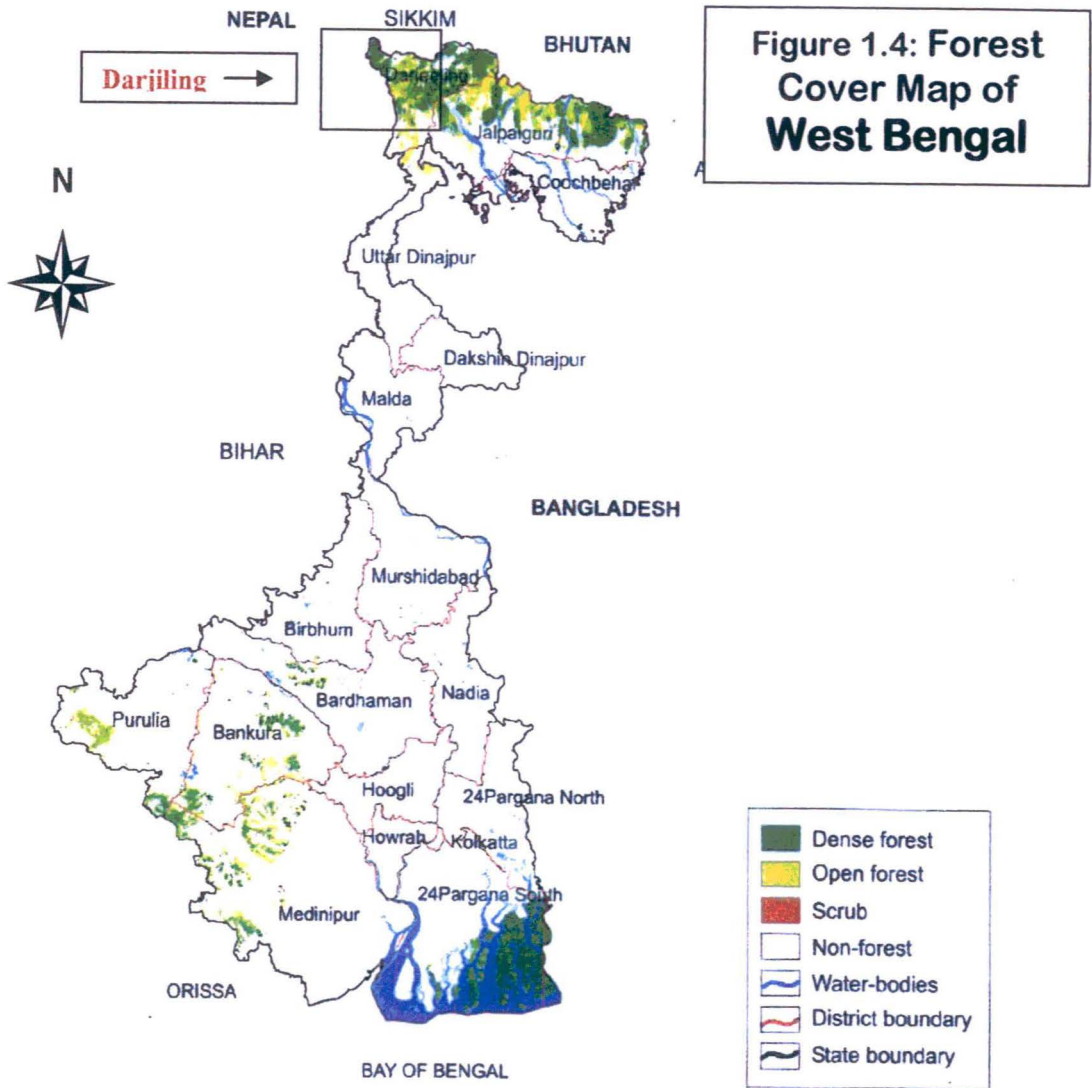 NEPAL
SIKKIM
BHUTAN
Figure 1.4: Forest
Cover Map of
West Bengal
Darjiling
Darjeeling
Jalpaiguri
Coochbehar
A
N
Uttar Dinajpur
Dakshin Dinajpur
Malda
BIHAR
BANGLADESH
Murshidabad
Birbhum
Bardhaman
Nadia
Purulia
Bankura
Hoogli
24Pargana North
Howrah
Kolkatta
24Pargana South
Medinipur
ORISSA
BAY OF BENGAL
Dense forest
Open forest
Scrub
Non-forest
Water-bodies
District boundary
State boundary